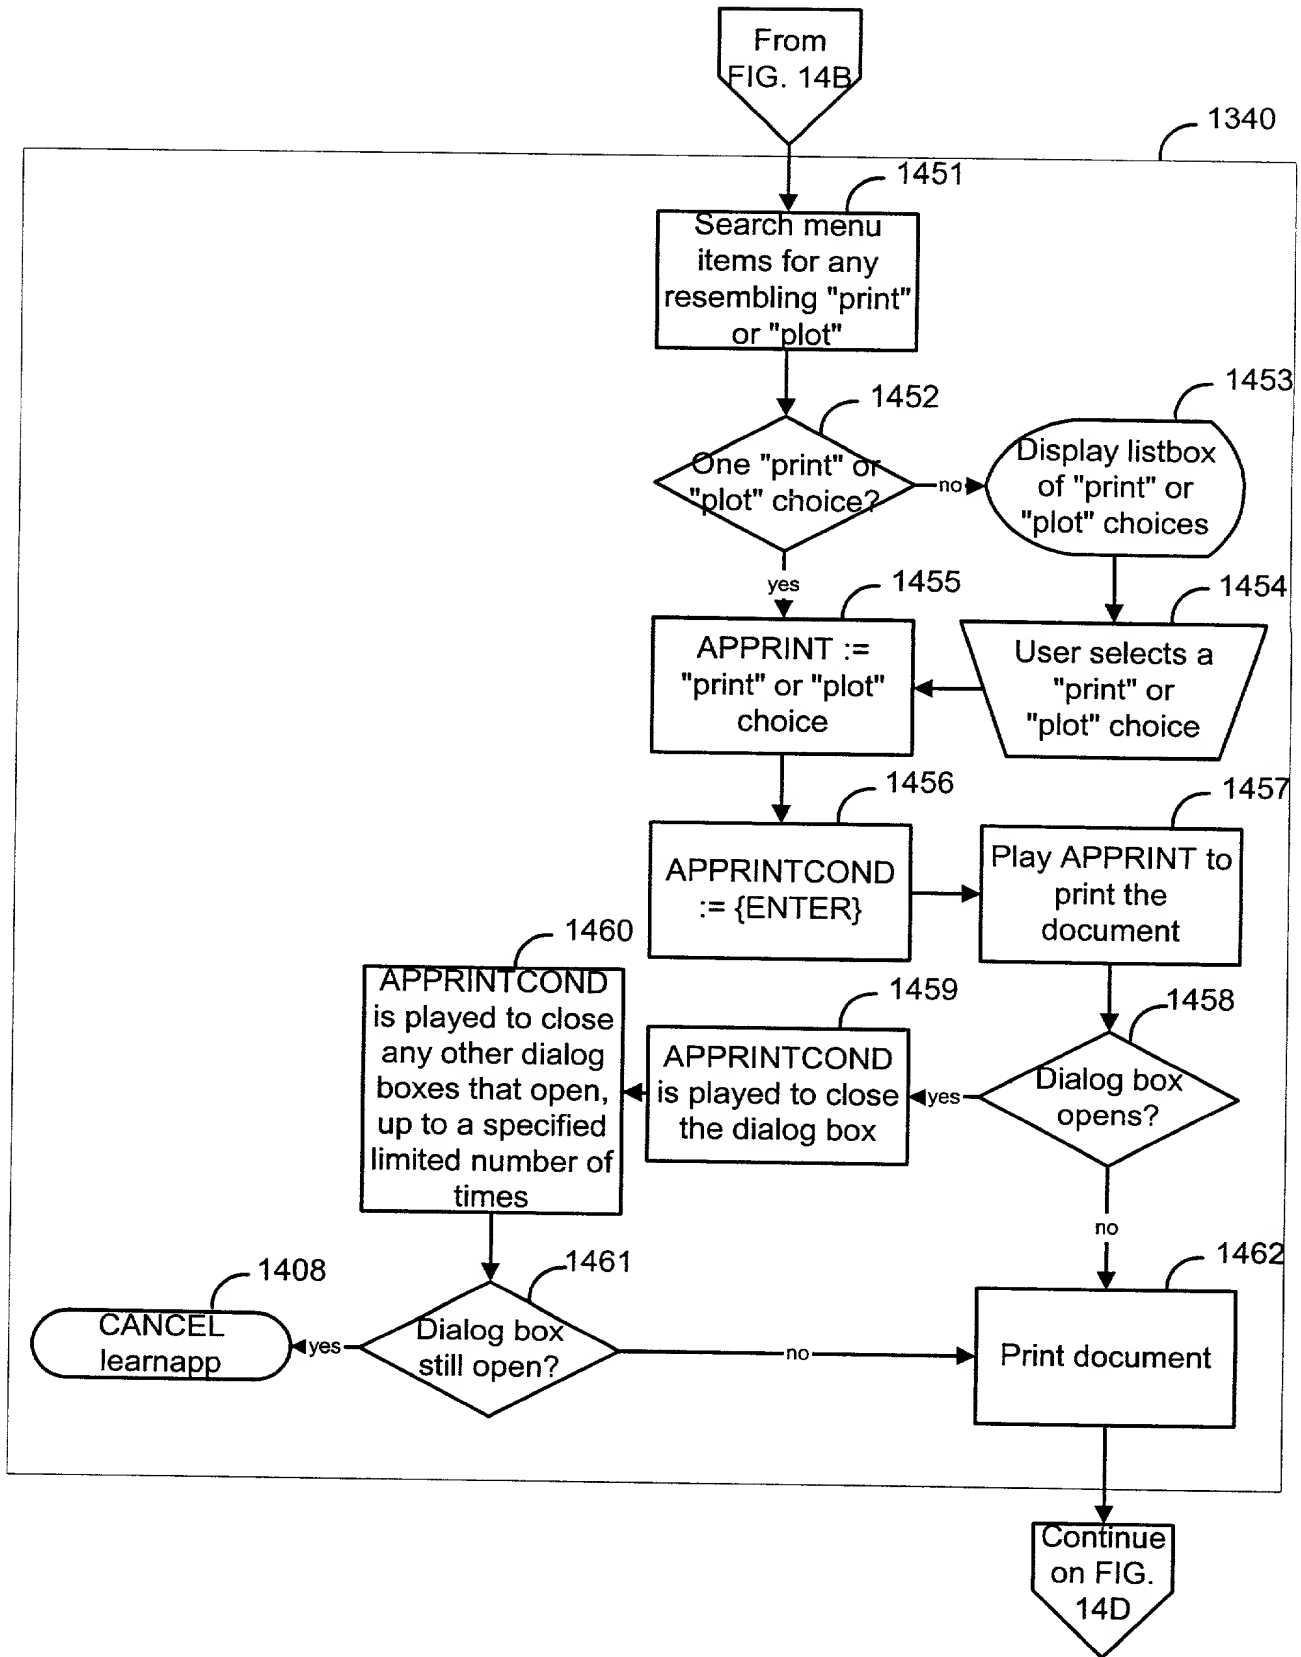 From
FIG. 14B
1340
1451
Search menu
items for any
resembling "print"
or "plot"
1452
One "print" or
"plot" choice?
no
1453
Display listbox
of "print" or
"plot" choices
yes
1455
APPRINT :=
"print" or "plot"
choice
1454
User selects a
"print" or
"plot" choice
1456
APPRINTCOND
:= {ENTER}
1457
Play APPRINT to
print the
document
1458
Dialog box
opens?
yes
1459
APPRINTCOND
is played to close
the dialog box
1460
APPRINTCOND
is played to close
any other dialog
boxes that open,
up to a specified
limited number of
times
no
1461
Dialog box
still open?
yes
1408
CANCEL
learnapp
no
1462
Print document
Continue
on FIG.
14D